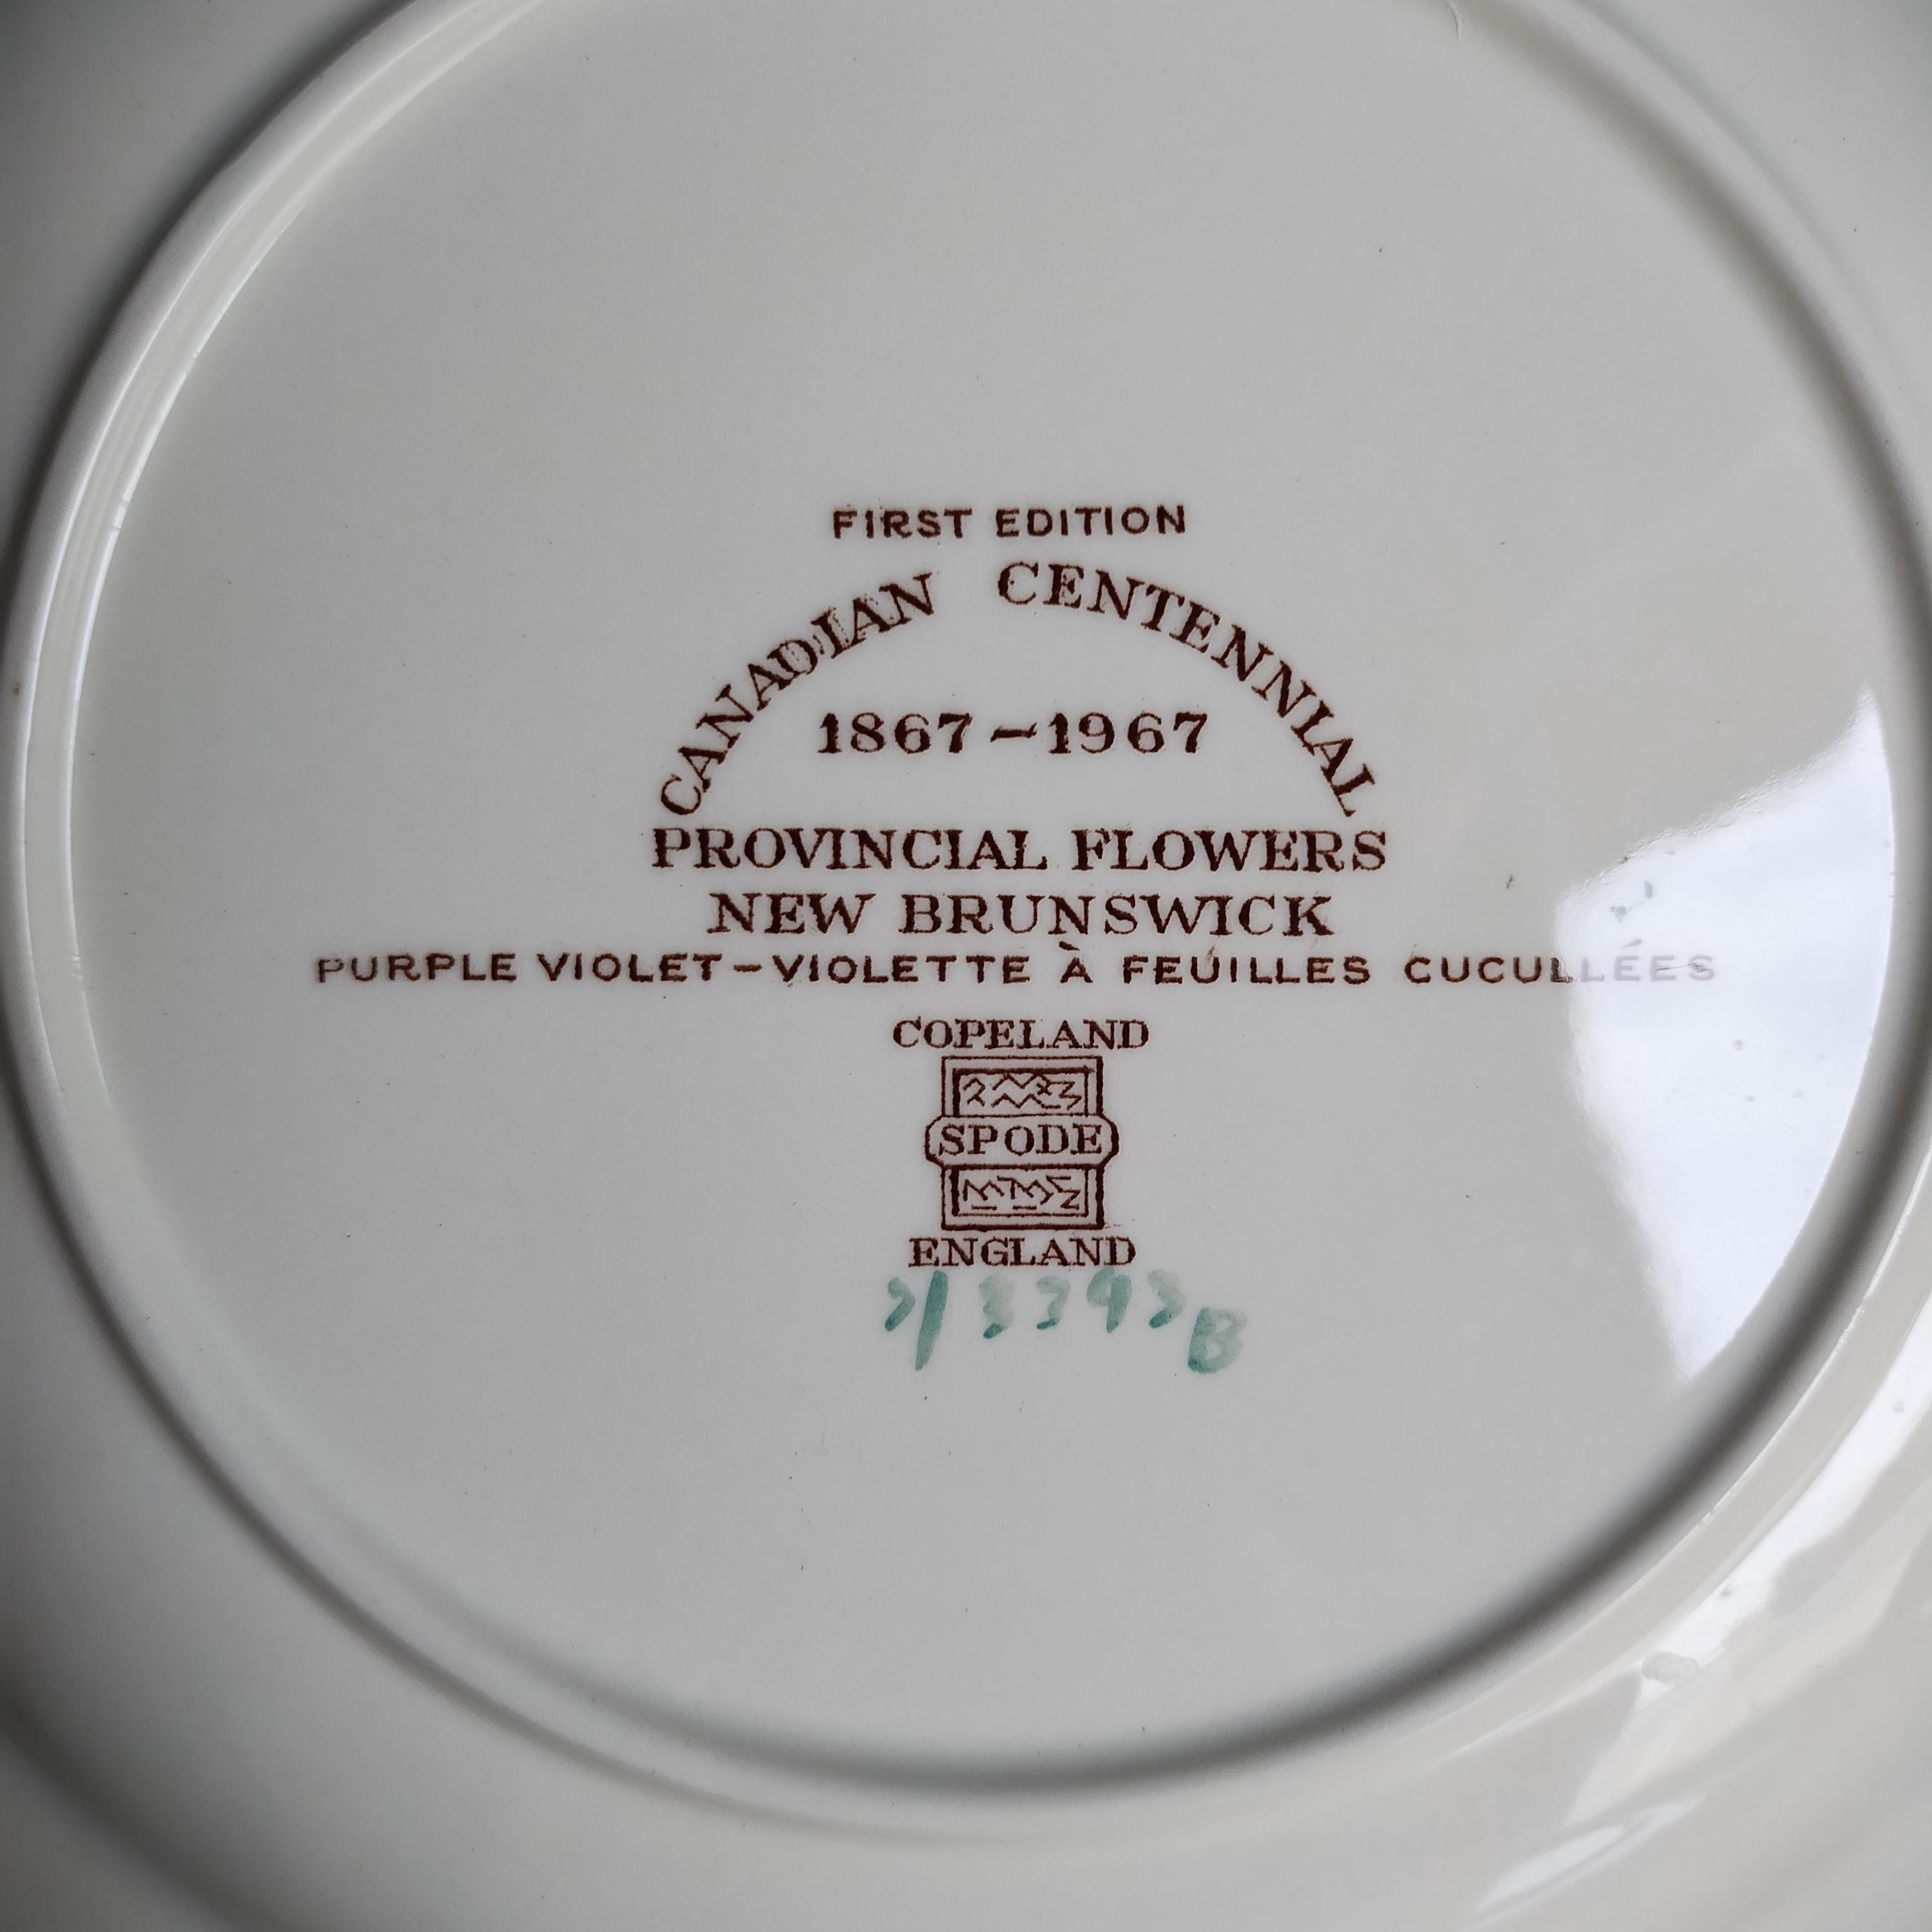 FIRST EDITION
CANADIAN CENTENNIAL
1867-1967
PROVINCIAL FLOWERS
NEW BRUNSWICK
PURPLE VIOLET-VIOLETTE À FEUILLES CUCULLÉES
COPELAND
SPODE
ENGLAND